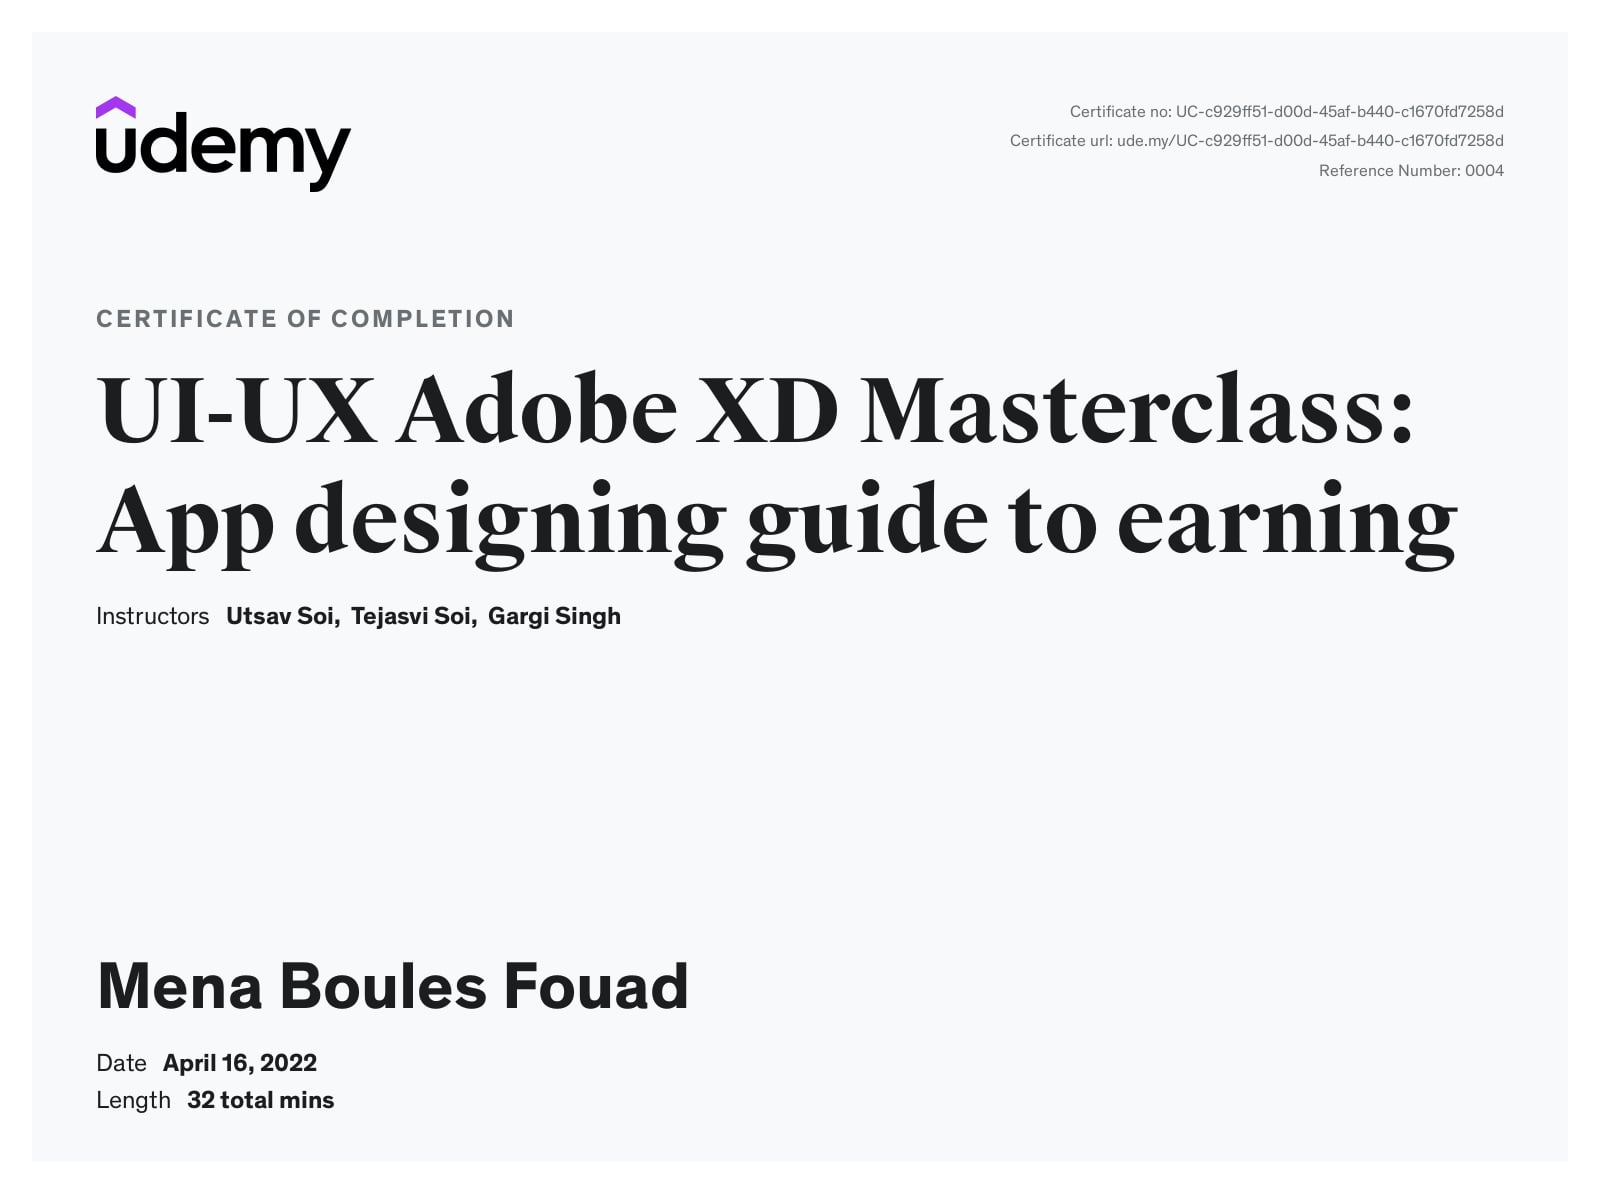 udemy
Certificate no: UC-c929ff51-d00d-45af-b440-c1670fd7258d
Certificate url: ude.my/UC-c929ff51-d00d-45af-b440-c1670fd7258d
Reference Number: 0004
CERTIFICATE OF COMPLETION
UI-UX Adobe XD Masterclass:
App designing guide to earning
Instructors Utsav Soi, Tejasvi Soi, Gargi Singh
Mena Boules Fouad
Date April 16, 2022
Length 32 total mins